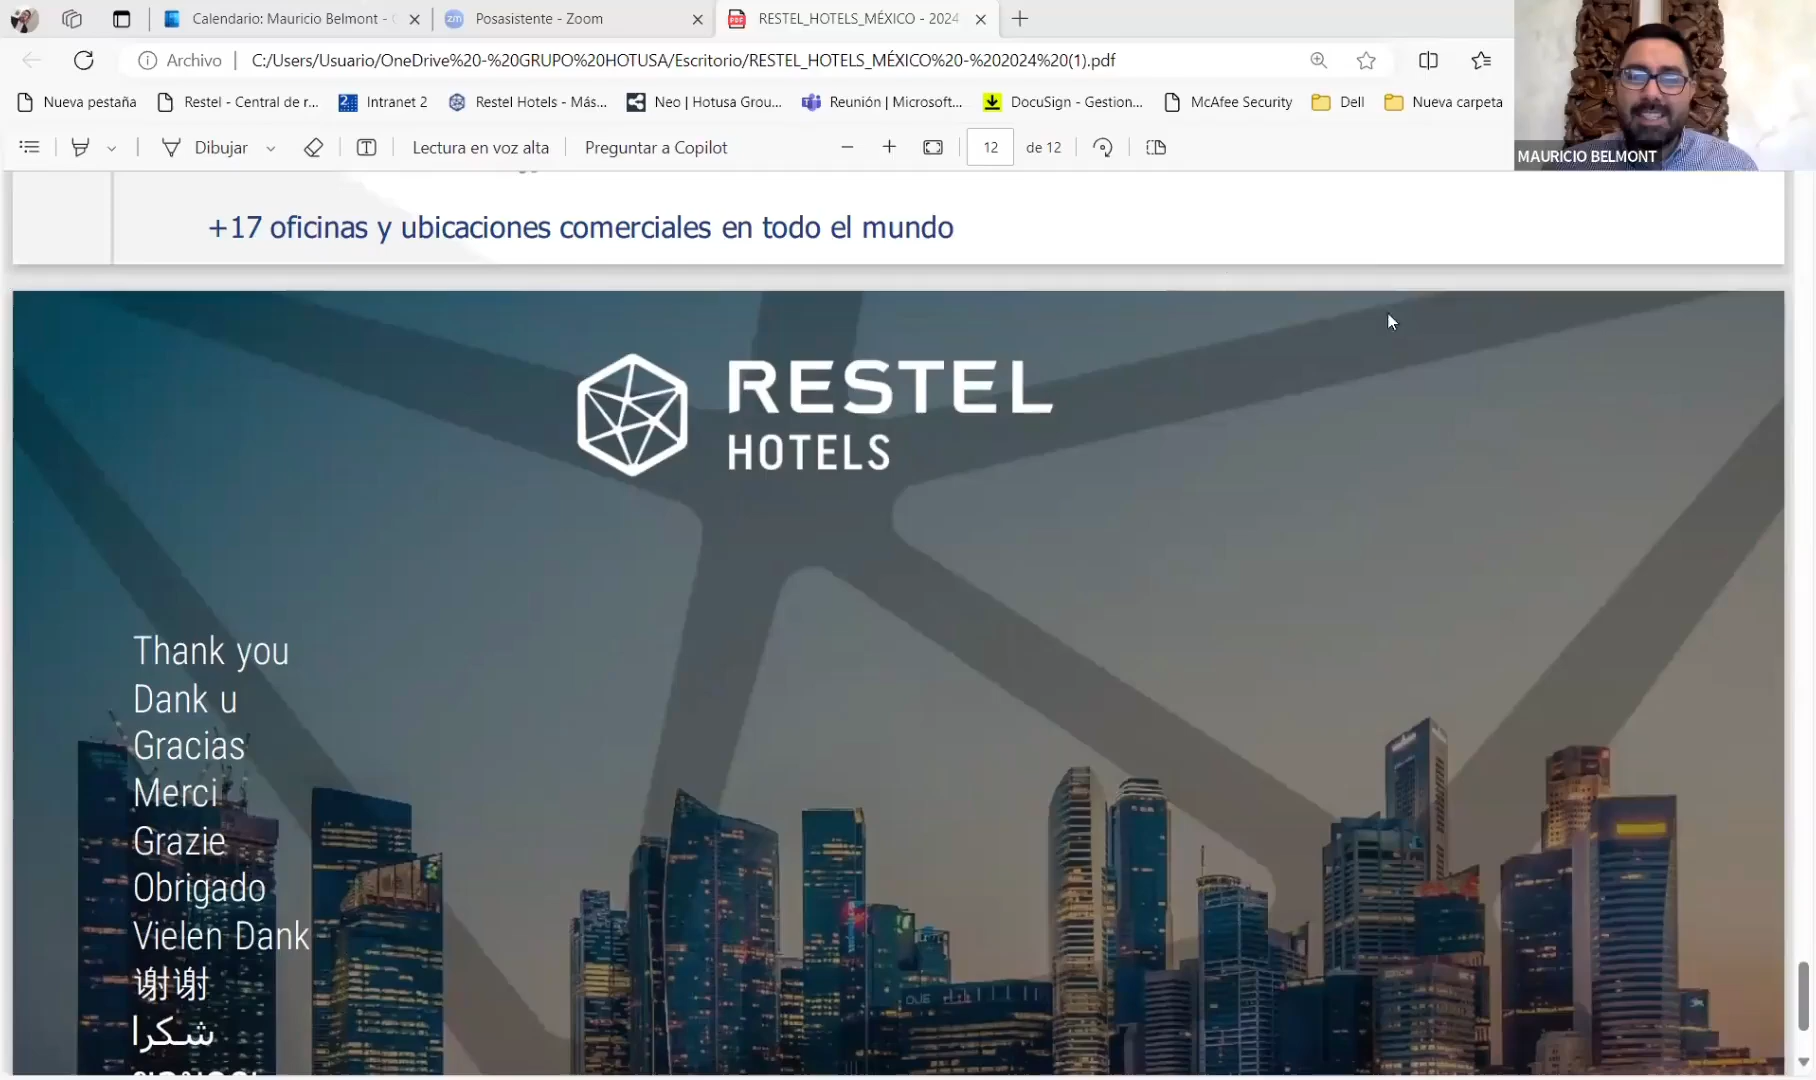 Calendario: Mauricio Belmont -
Posasistente - Zoom
RESTEL_HOTELS_MÉXICO - 2024
Archivo
C:/Users/Usuario/OneDrive%20-%20GRUPO%20HOTUSA/Escritorio/RESTEL_HOTELS_MÉXICO%20-%202024%20(1).pdf
Nueva pestaña
Restel - Central de r...
Intranet 2
Restel Hotels - Más...
Neo | Hotusa Grou...
Reunión | Microsoft...
DocuSign - Gestion...
McAfee Security
Dell
Nueva carpeta
Dibujar
Lectura en voz alta
Preguntar a Copilot
12
de 12
MAURICIO BELMONT
+17 oficinas y ubicaciones comerciales en todo el mundo
RESTEL
HOTELS
Thank you
Dank u
Gracias
Merci
Grazie
Obrigado
Vielen Dank
谢谢
شكرا